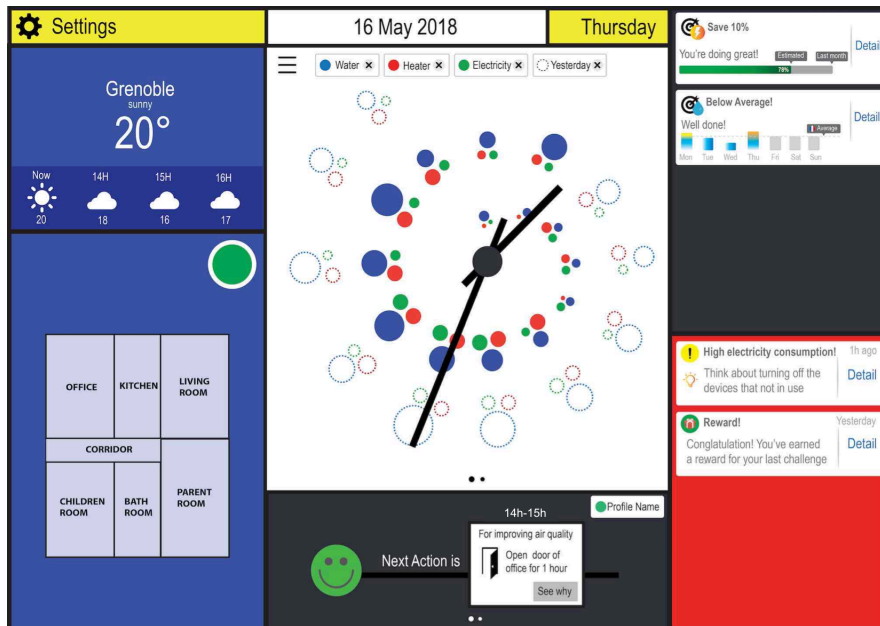 Settings
16 May 2018
Thursday
Grenoble
sunny
20°
Now 14H 15H 16H
20 18 16 17
Water × Heater × Electricity × Yesterday ×
Save 10%
You're doing great!
Estimated
Last month
78%
Detail
Below Average!
Well done!
Average
Mon Tue Wed Thu Fri Sat Sun
Detail
OFFICE
KITCHEN
LIVING
ROOM
CORRIDOR
CHILDREN
ROOM
BATH
ROOM
PARENT
ROOM
High electricity consumption! 1h ago
Think about turning off the
devices that not in use
Detail
Reward! Yesterday
Conglatulation! You've earned
a reward for your last challenge
Detail
14h-15h
Profile Name
Next Action is
For improving air quality
Open door of
office for 1 hour
See why